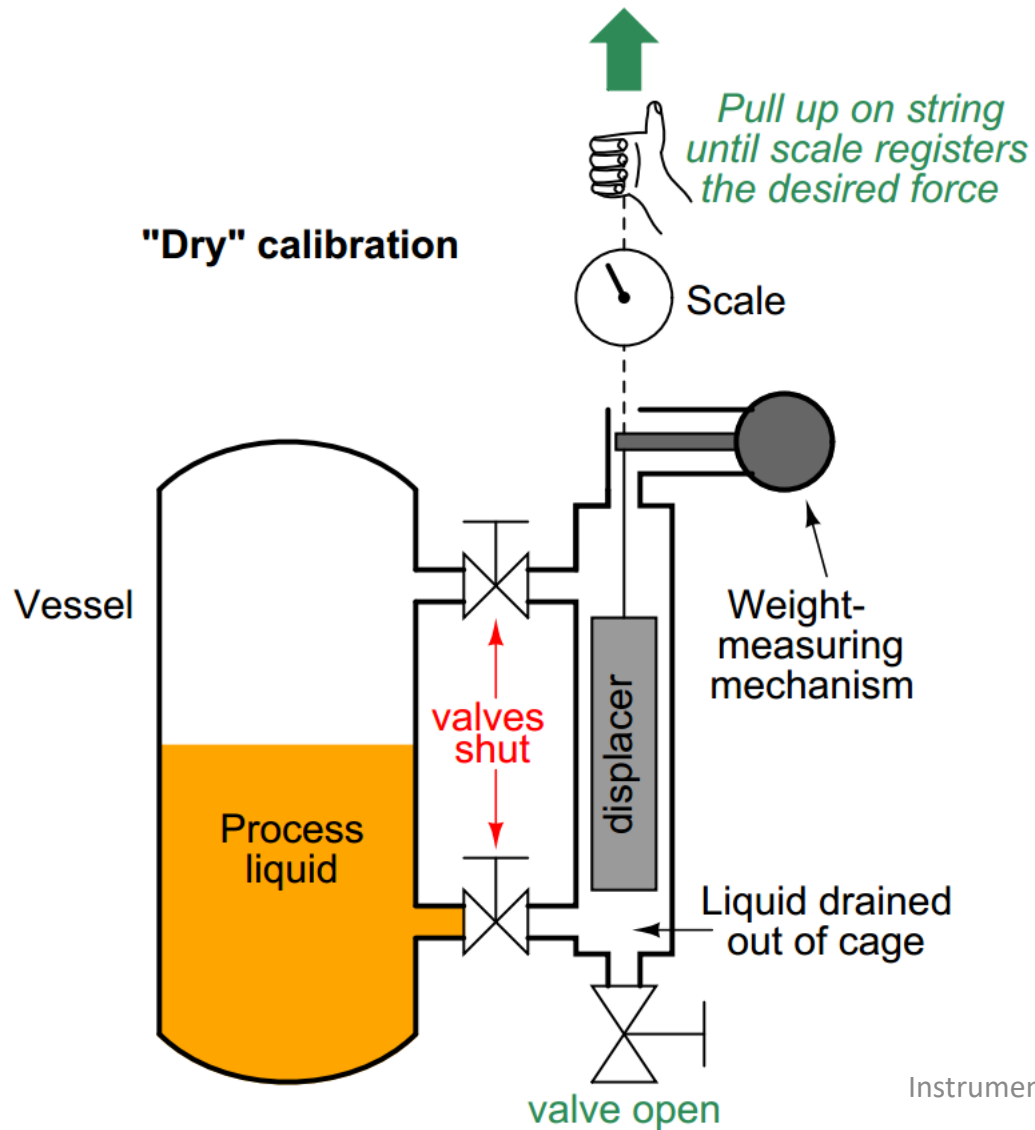 Pull up on string
until scale registers
the desired force
"Dry" calibration
Scale
Vessel
Weight-
measuring
mechanism
valves
shut
displacer
Process
liquid
Liquid drained
out of cage
valve open
Instrumen